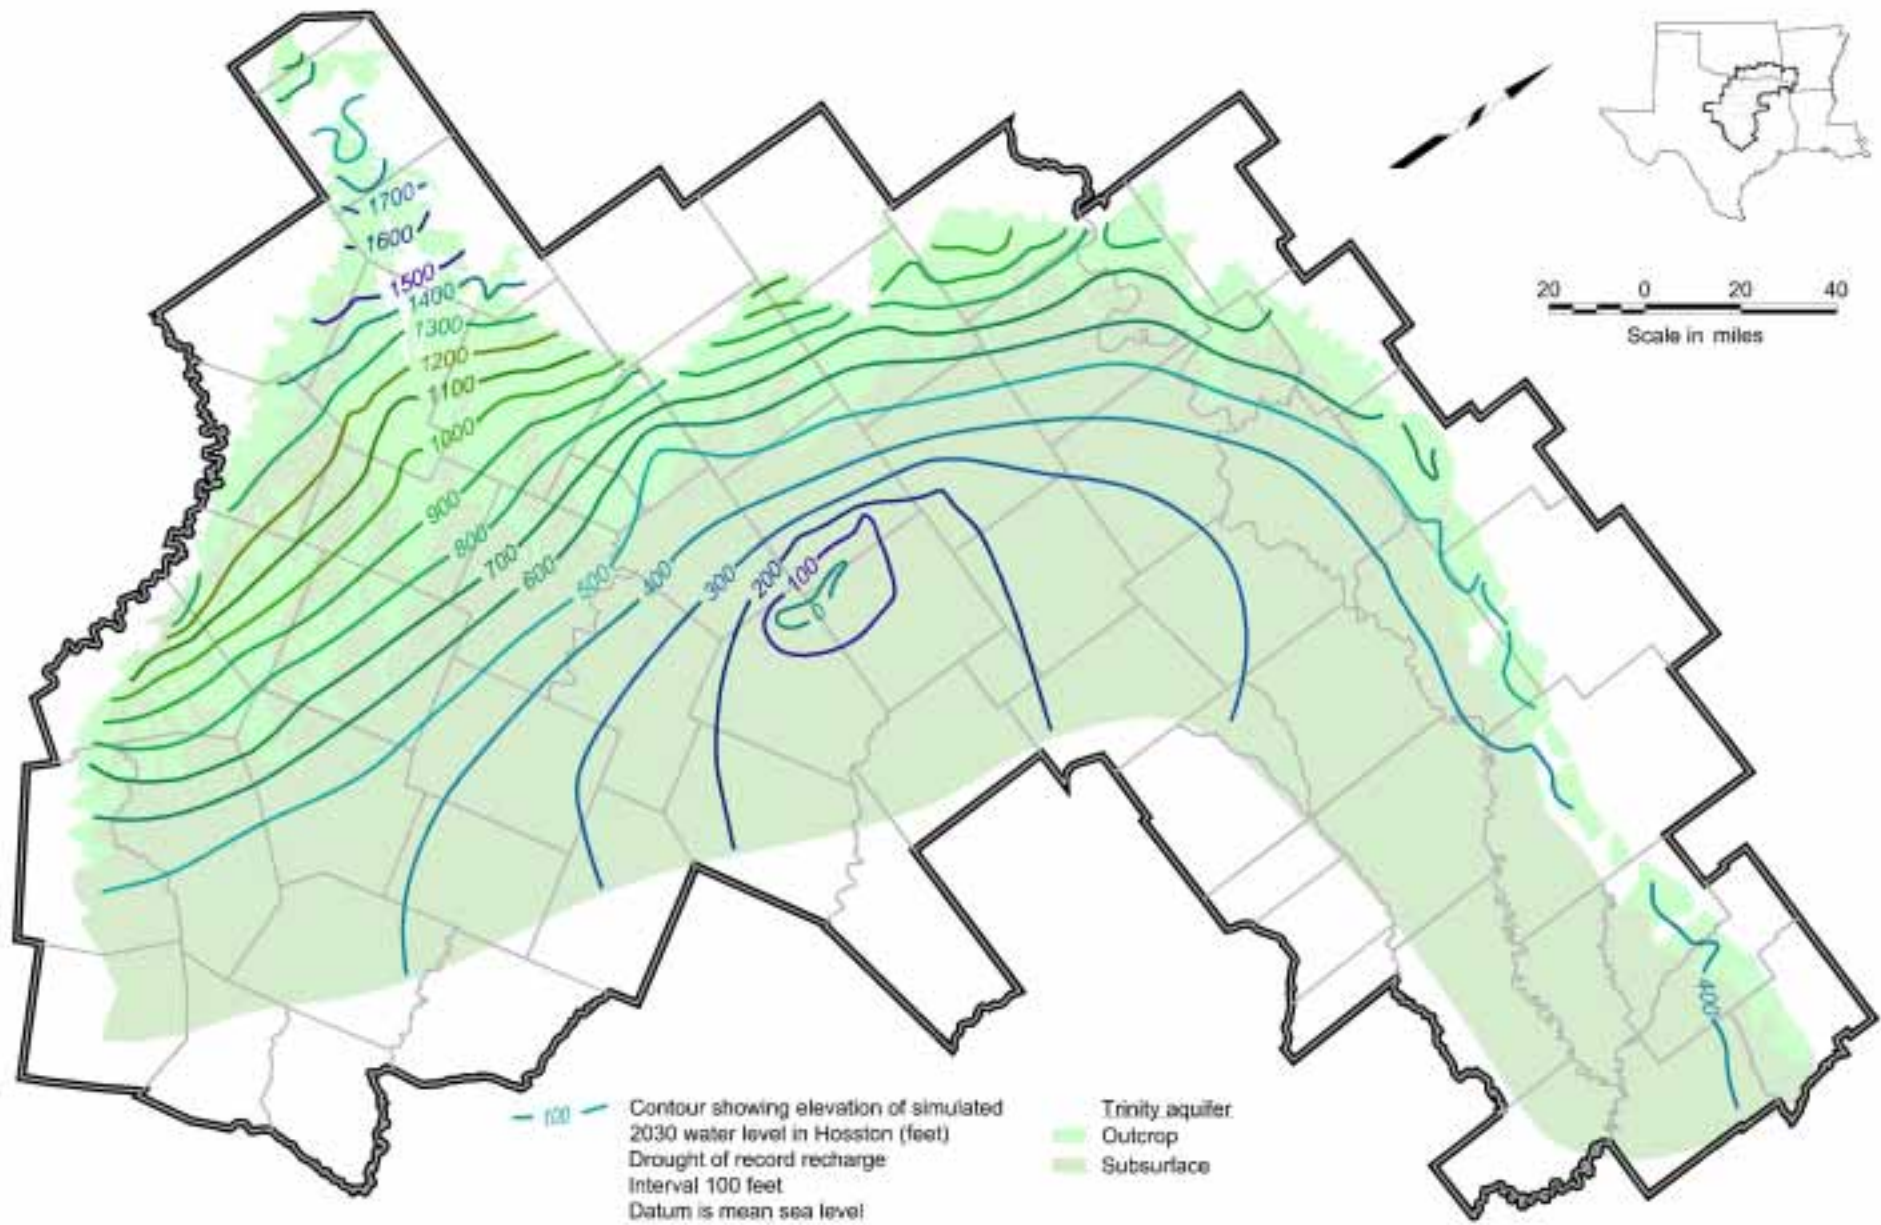 1700
1600
1500
1400
1300
1200
1100
1000
900
800
700
600
500
400
300
200
100
0
400
20 0 20 40
Scale in miles
100
Contour showing elevation of simulated
2030 water level in Hosston (feet)
Drought of record recharge
Interval 100 feet
Datum is mean sea level
Trinity aquifer
Outcrop
Subsurface